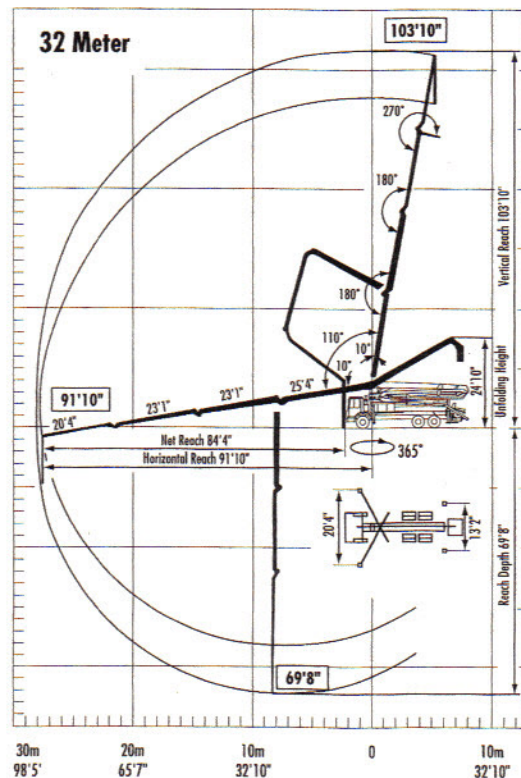 32 Meter
103'10"
270°
180°
180°
110°
10°
10°
91'10"
20'4"
23'1"
23'1"
25'4"
Net Reach 84'4"
Horizontal Reach 91'10"
365°
Vertical Reach 103'10"
Unfolding Height
24'10"
20'4"
13'2"
Reach Depth 69'8"
69'8"
30m 20m 10m 0 10m
98'5' 65'7" 32'10" 32'10"